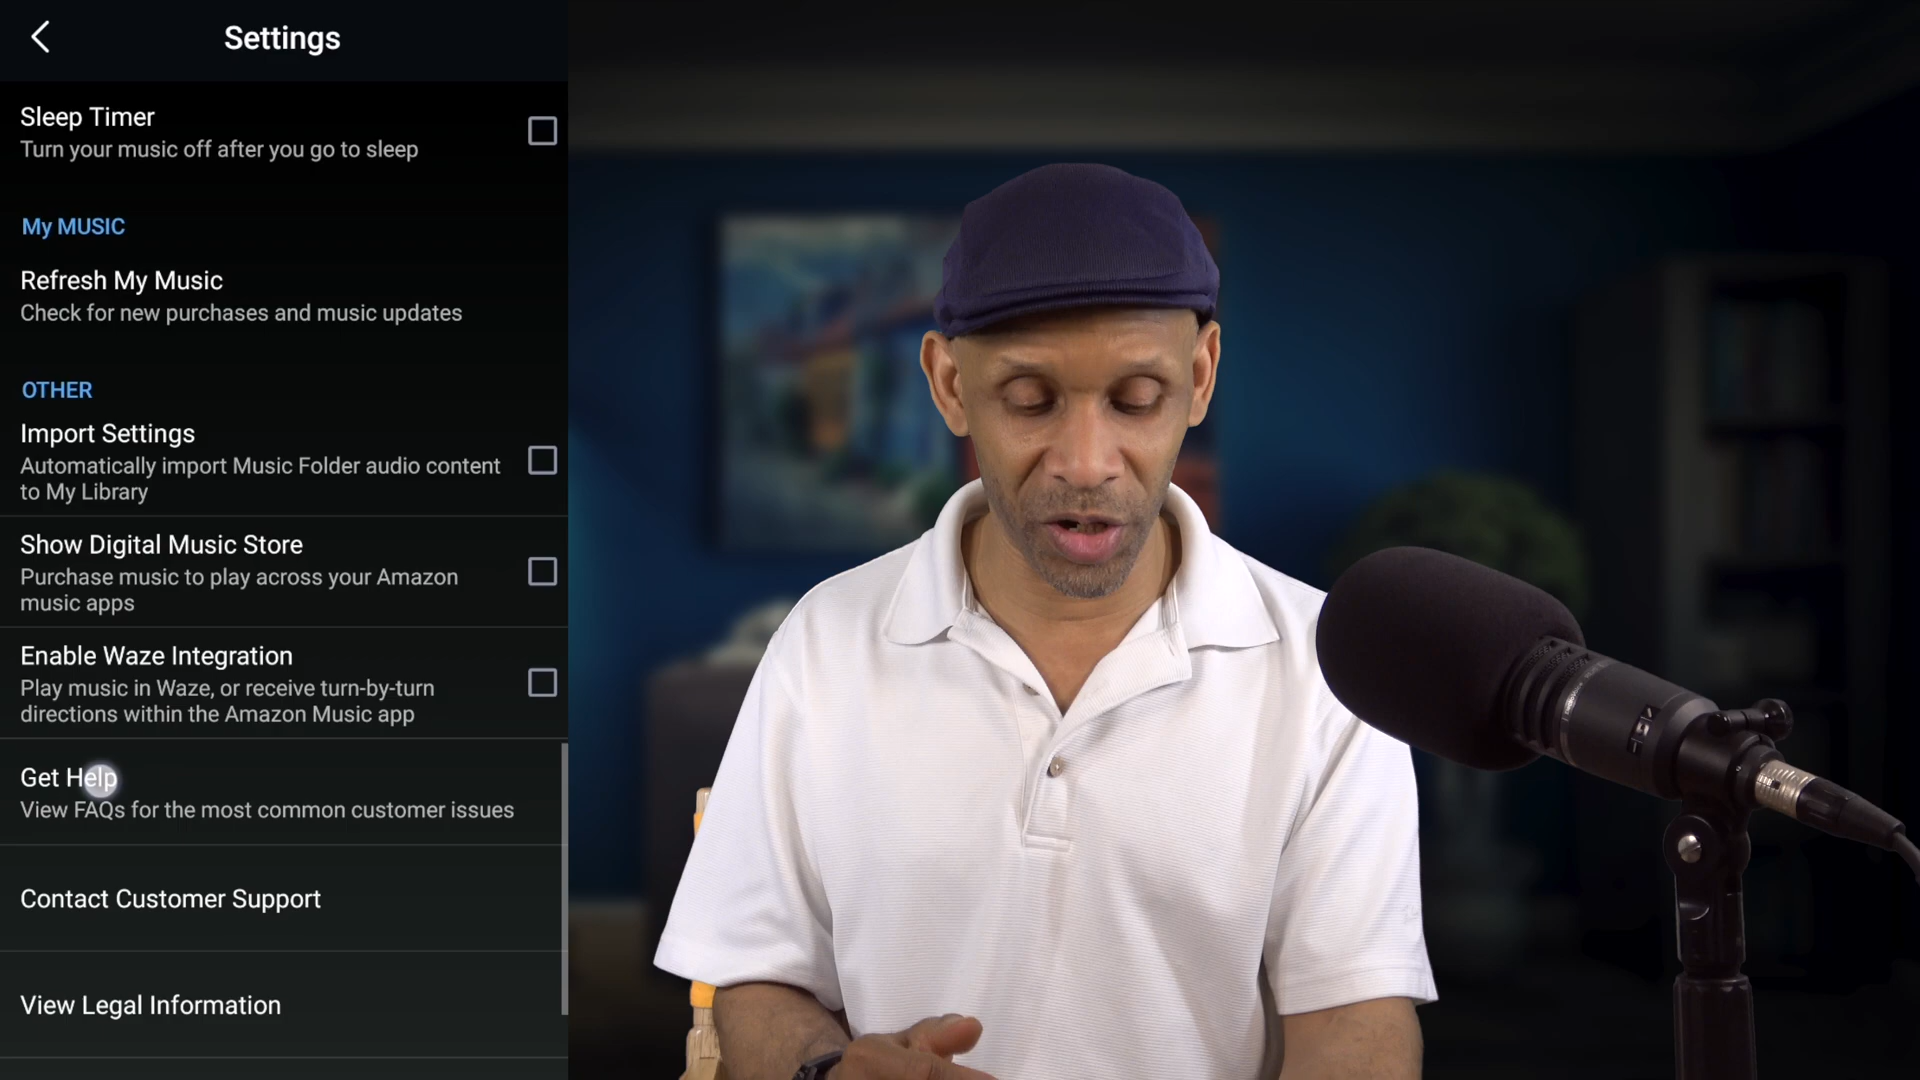 Settings
Sleep Timer
Turn your music off after you go to sleep
My MUSIC
Refresh My Music
Check for new purchases and music updates
OTHER
Import Settings
Automatically import Music Folder audio content
to My Library
Show Digital Music Store
Purchase music to play across your Amazon
music apps
Enable Waze Integration
Play music in Waze, or receive turn-by-turn
directions within the Amazon Music app
Get Help
View FAQs for the most common customer issues
Contact Customer Support
View Legal Information